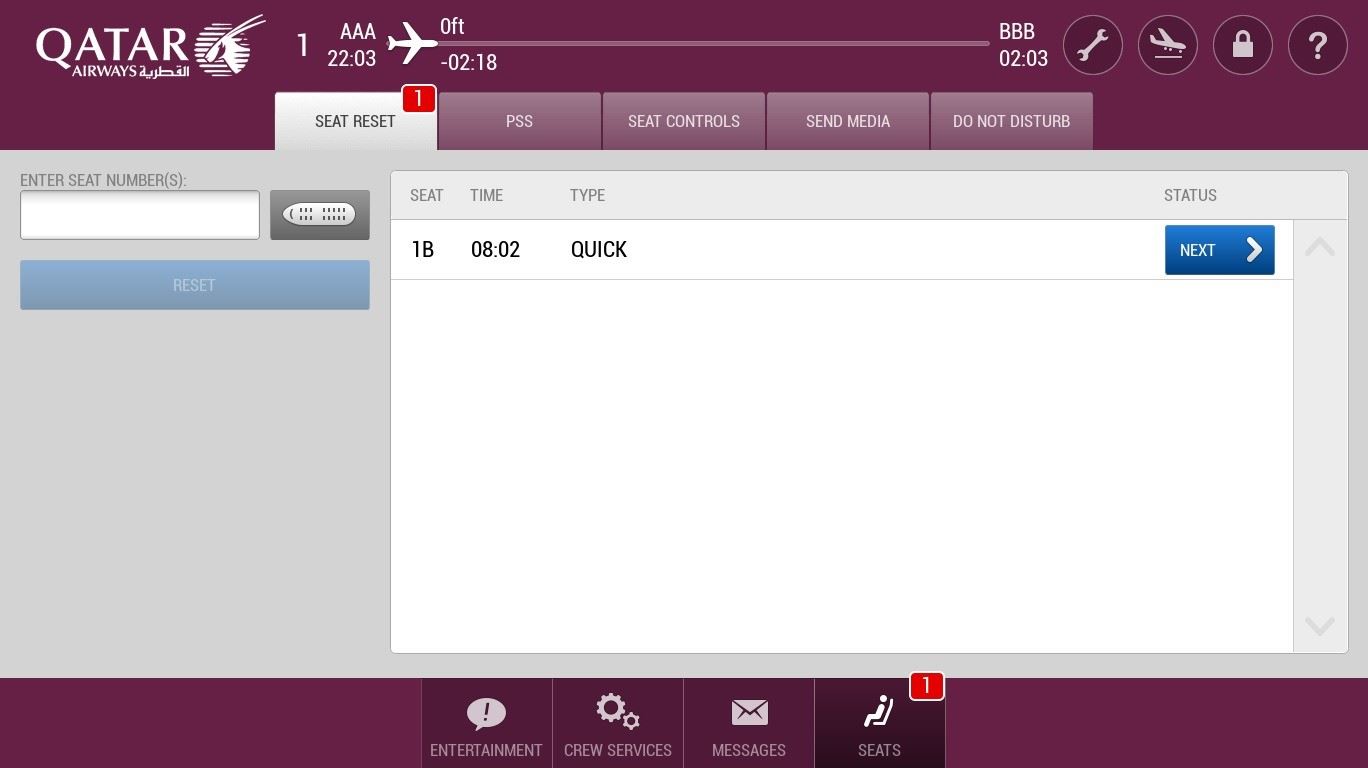 QATAR
AIRWAYS القطرية
1
AAA
22:03
0ft
-02:18
BBB
02:03
?
SEAT RESET
1
PSS
SEAT CONTROLS
SEND MEDIA
DO NOT DISTURB
ENTER SEAT NUMBER(S):
RESET
SEAT TIME TYPE STATUS
1B 08:02 QUICK NEXT
!
ENTERTAINMENT
CREW SERVICES
MESSAGES
1
SEATS